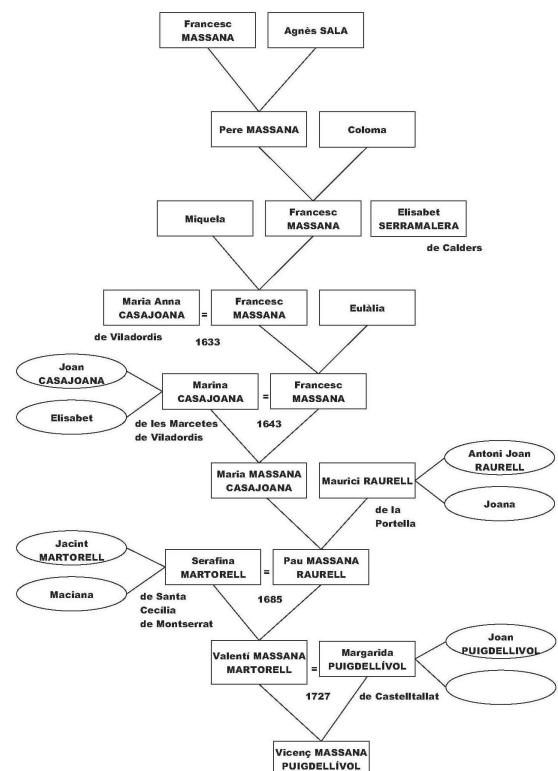 Francesc
MASSANA
Agnès SALA
Pere MASSANA
Coloma
Miquela
Francesc
MASSANA
Elisabet
SERRAMALERA
de Calders
Maria Anna
CASAJOANA
=
Francesc
MASSANA
Eulàlia
de Viladordis
1633
Joan
CASAJOANA
Elisabet
Marina
CASAJOANA
=
Francesc
MASSANA
de les Marcetes
de Viladordis
1643
Maria MASSANA
CASAJOANA
Maurici RAURELL
de la
Portella
Antoni Joan
RAURELL
Joana
Jacint
MARTORELL
Maciana
Serafina
MARTORELL
=
Pau MASSANA
RAURELL
de Santa
Cecília
de Montserrat
1685
Valentí MASSANA
MARTORELL
=
Margarida
PUIGDELLÍVOL
Joan
PUIGDELLIVOL
1727
de Castelltallat
Vicenç MASSANA
PUIGDELLÍVOL